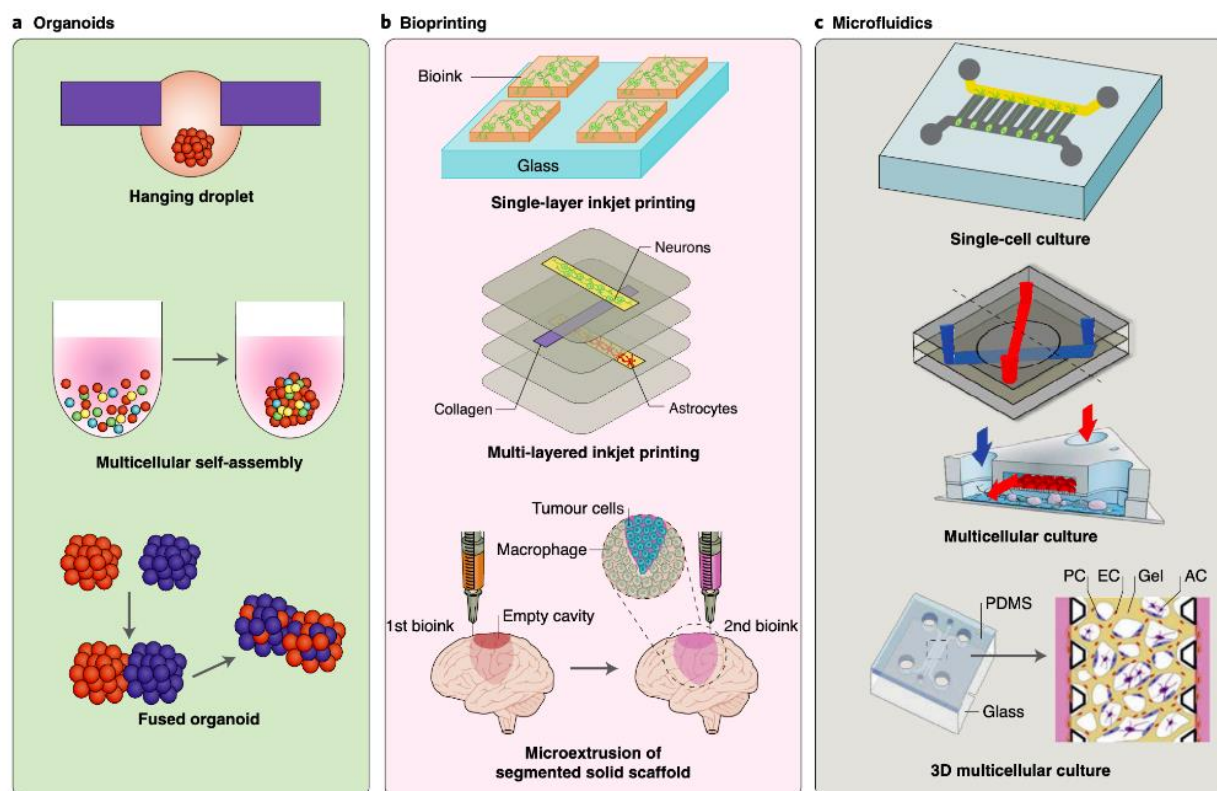 a Organoids
Hanging droplet
Multicellular self-assembly
Fused organoid
b Bioprinting
Bioink
Glass
Single-layer inkjet printing
Neurons
Collagen
Astrocytes
Multi-layered inkjet printing
Tumour cells
Macrophage
Empty cavity
1st bioink
2nd bioink
Microextrusion of
segmented solid scaffold
c Microfluidics
Single-cell culture
Multicellular culture
PC EC Gel AC
PDMS
Glass
3D multicellular culture